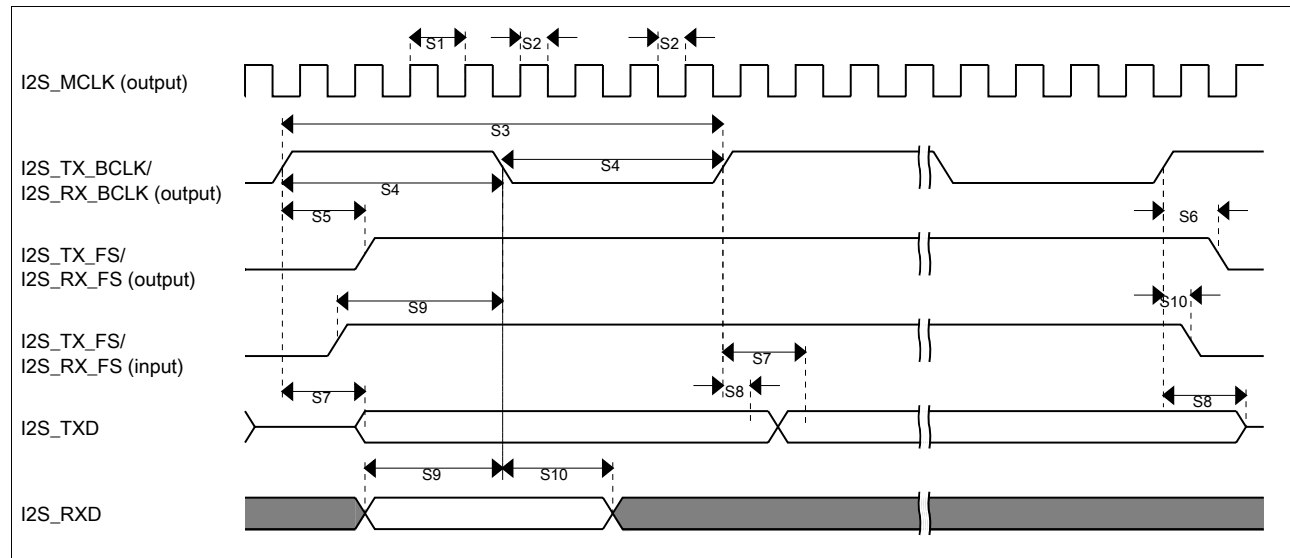 S1
S2
S2
I2S_MCLK (output)
S3
I2S_TX_BCLK/
I2S_RX_BCLK (output)
S4
S4
S5
S6
I2S_TX_FS/
I2S_RX_FS (output)
S9
S10
I2S_TX_FS/
I2S_RX_FS (input)
S7
S7
S8
S8
I2S_TXD
S9
S10
I2S_RXD